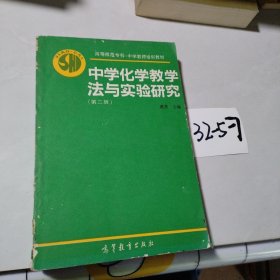 高等师范专科·中学教师进修教材
中学化学教学
法与实验研究
(第二册)
主编
高等教育出版社
32-57